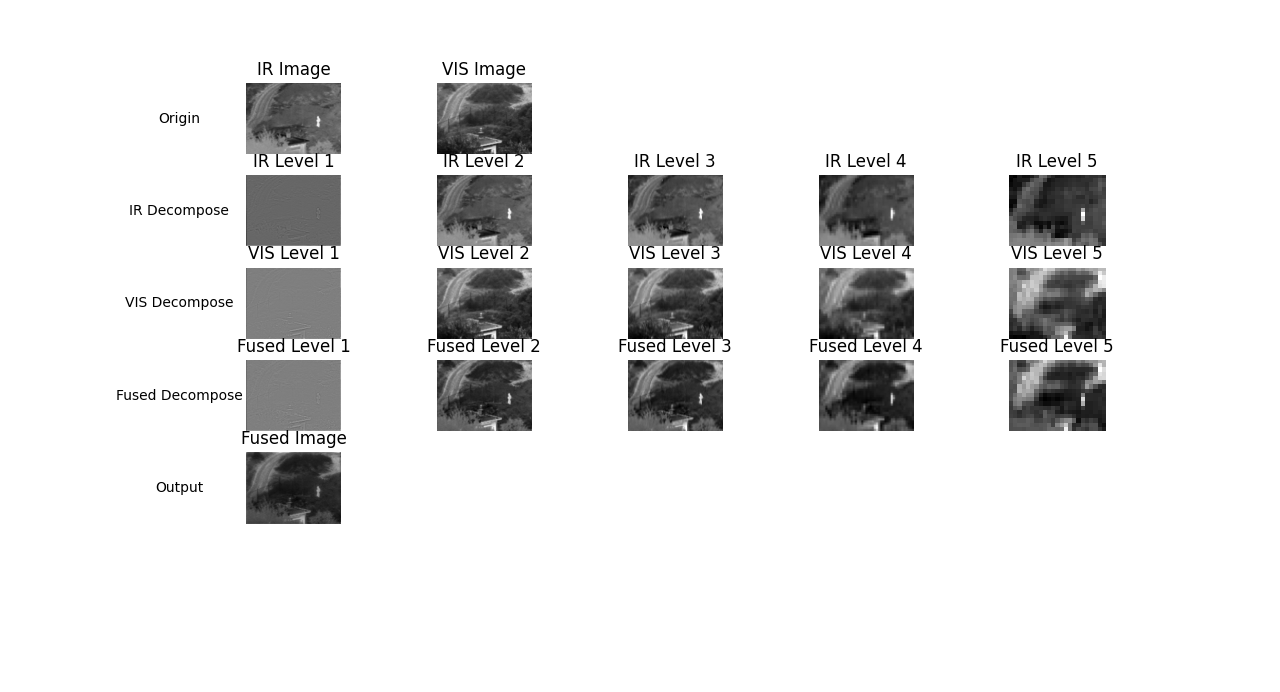 IR Image
VIS Image
Origin
IR Level 1
IR Level 2
IR Level 3
IR Level 4
IR Level 5
IR Decompose
VIS Level 1
VIS Level 2
VIS Level 3
VIS Level 4
VIS Level 5
VIS Decompose
Fused Level 1
Fused Level 2
Fused Level 3
Fused Level 4
Fused Level 5
Fused Decompose
Fused Image
Output